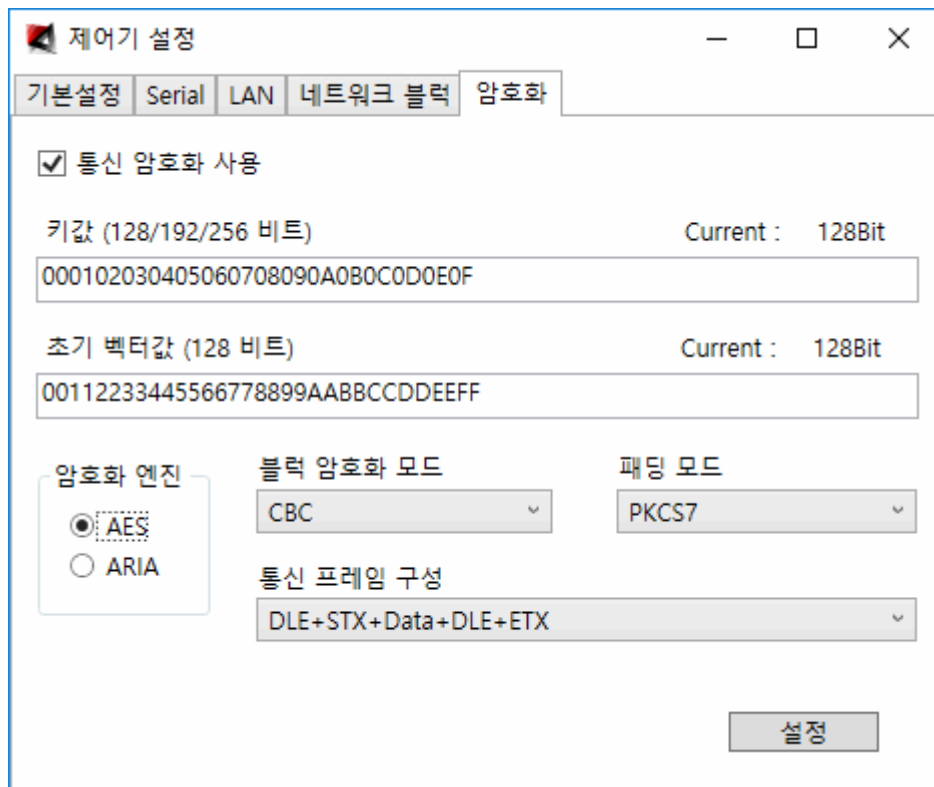 제어기 설정
기본설정 Serial LAN 네트워크 블럭 암호화
통신 암호화 사용
키값 (128/192/256 비트) Current : 128Bit
000102030405060708090A0B0C0D0E0F
초기 벡터값 (128 비트) Current : 128Bit
00112233445566778899AABBCCDDEEFF
암호화 엔진 블럭 암호화 모드 패딩 모드
AES CBC PKCS7
ARIA 통신 프레임 구성
DLE+STX+Data+DLE+ETX
설정